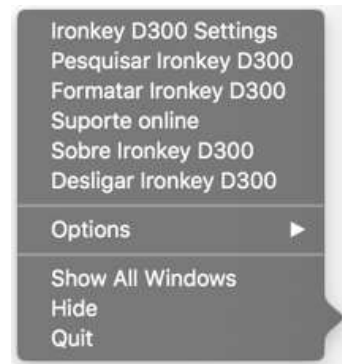 Ironkey D300 Settings
Pesquisar Ironkey D300
Formatar Ironkey D300
Suporte online
Sobre Ironkey D300
Desligar Ironkey D300
Options
Show All Windows
Hide
Quit